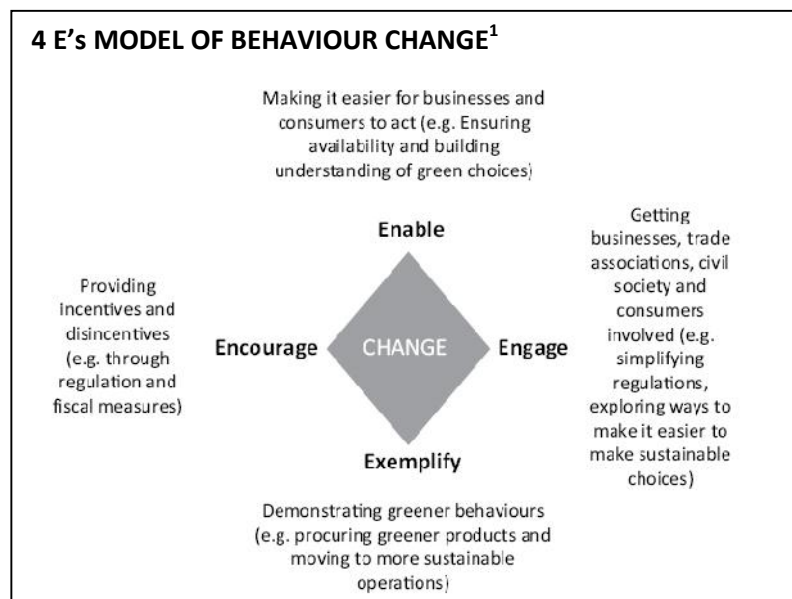 4 E’s MODEL OF BEHAVIOUR CHANGE1
Making it easier for businesses and
consumers to act (e.g. Ensuring
availability and building
understanding of green choices)
Enable
Providing
incentives and
disincentives
(e.g. through
regulation and
fiscal measures)
Encourage
CHANGE
Engage
Getting
businesses, trade
associations, civil
society and
consumers
involved (e.g.
simplifying
regulations,
exploring ways to
make it easier to
make sustainable
choices)
Exemplify
Demonstrating greener behaviours
(e.g. procuring greener products and
moving to more sustainable
operations)